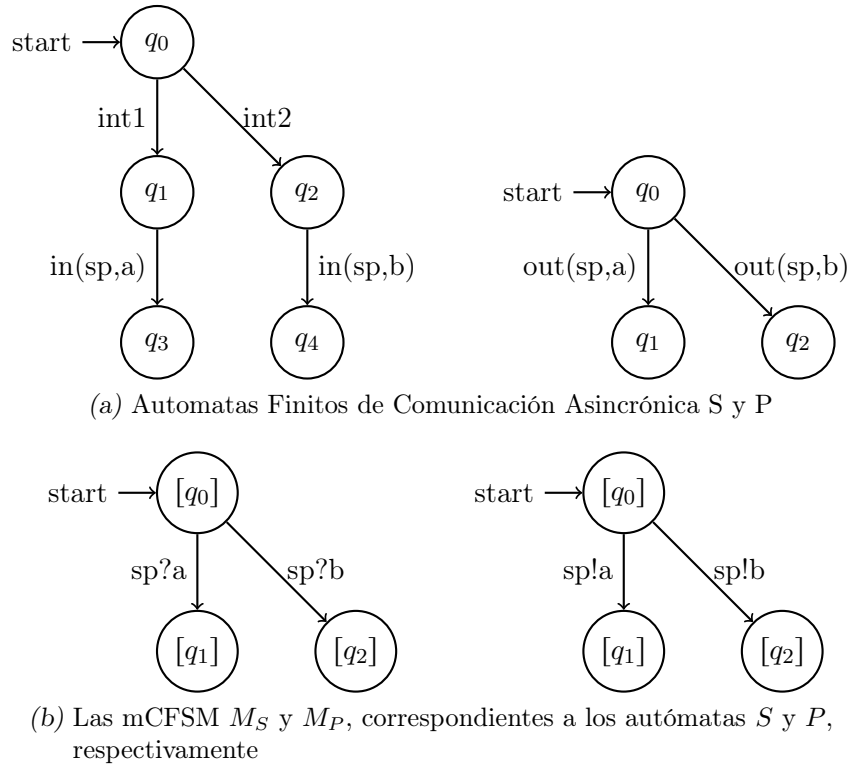 start
q0
int1
int2
q1
q2
start
q0
in(sp,a)
in(sp,b)
out(sp,a)
out(sp,b)
q3
q4
q1
q2
(a) Automatas Finitos de Comunicación Asincrónica S y P
start
[q0]
start
[q0]
sp?a
sp?b
sp!a
sp!b
[q1]
[q2]
[q1]
[q2]
(b) Las mCFSM MS y MP, correspondientes a los autómatas S y P,
respectivamente